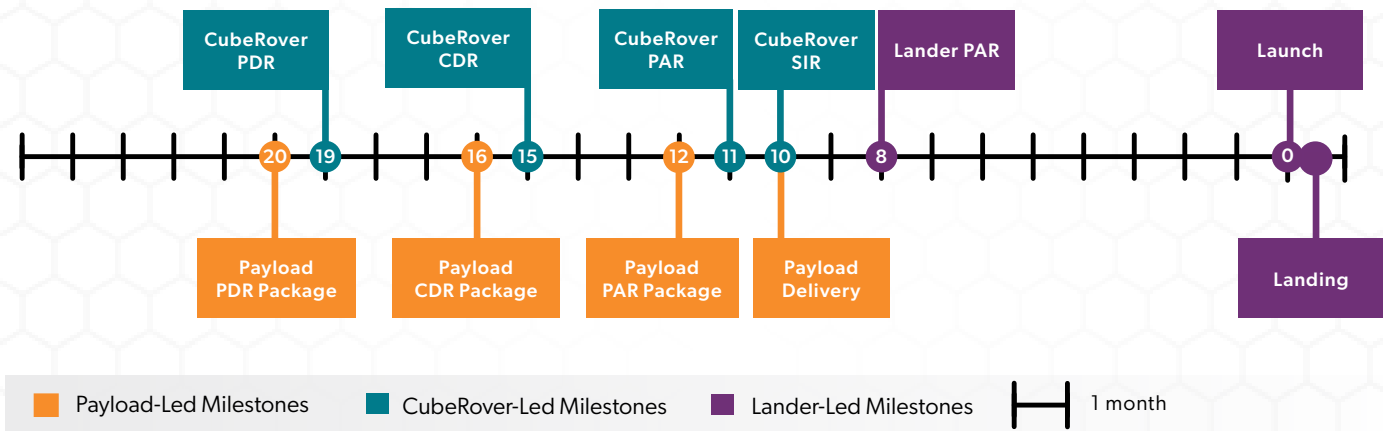 CubeRover
PDR
CubeRover
CDR
CubeRover
PAR
CubeRover
SIR
Lander PAR
Launch
20
19
16
15
12
11
10
8
0
Payload
PDR Package
Payload
CDR Package
Payload
PAR Package
Payload
Delivery
Landing
Payload-Led Milestones
CubeRover-Led Milestones
Lander-Led Milestones
1 month